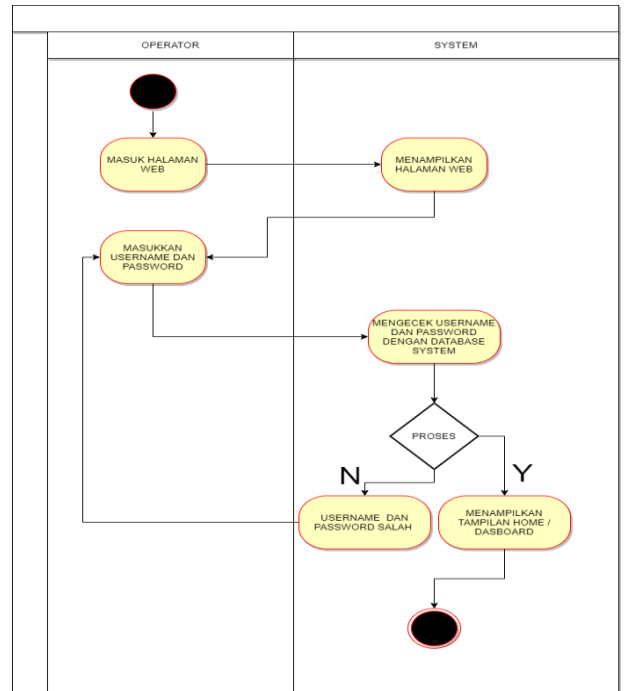 OPERATOR
SYSTEM
MASUK HALAMAN
WEB
MENAMPILKAN
HALAMAN WEB
MASUKKAN
USERNAME DAN
PASSWORD
MENGECEK USERNAME
DAN PASSWORD
DENGAN DATABASE
SYSTEM
PROSES
N
Y
USERNAME DAN
PASSWORD SALAH
MENAMPILKAN
TAMPILAN HOME /
DASBOARD